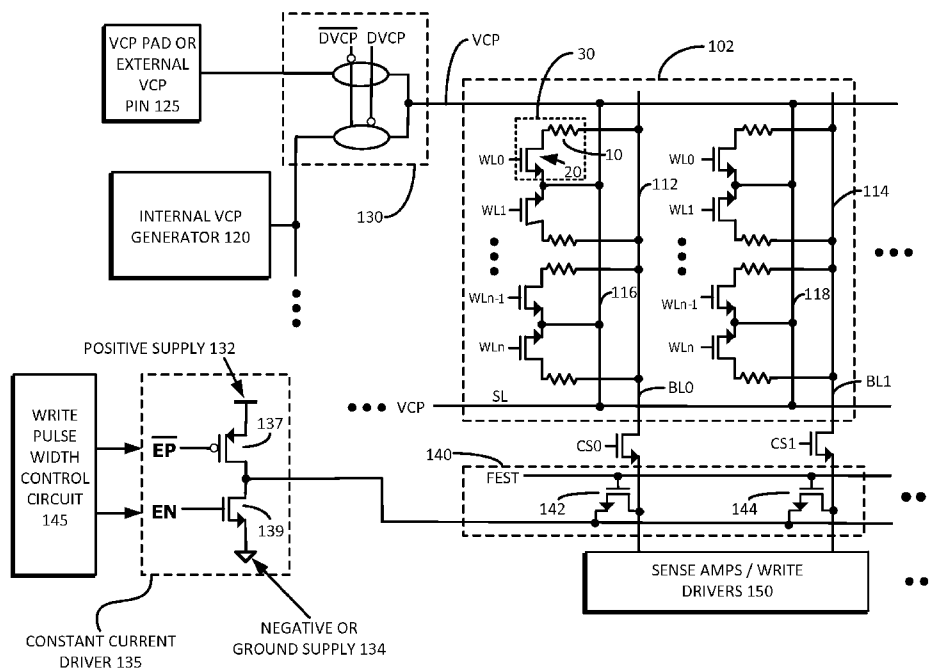 DVCP DVCP
VCP
30
102
VCP PAD OR
EXTERNAL
VCP
PIN 125
WL0
10
20
112
WL0
WL1
WL1
114
130
INTERNAL VCP
GENERATOR 120
116
118
WLn-1
WLn-1
WLn
WLn
POSITIVE SUPPLY 132
BL0
BL1
VCP
SL
WRITE
PULSE
WIDTH
CONTROL
CIRCUIT
145
137
EP
CS0
CS1
140
FEST
142
144
EN
139
SENSE AMPS / WRITE
DRIVERS 150
CONSTANT CURRENT
DRIVER 135
NEGATIVE OR
GROUND SUPPLY 134